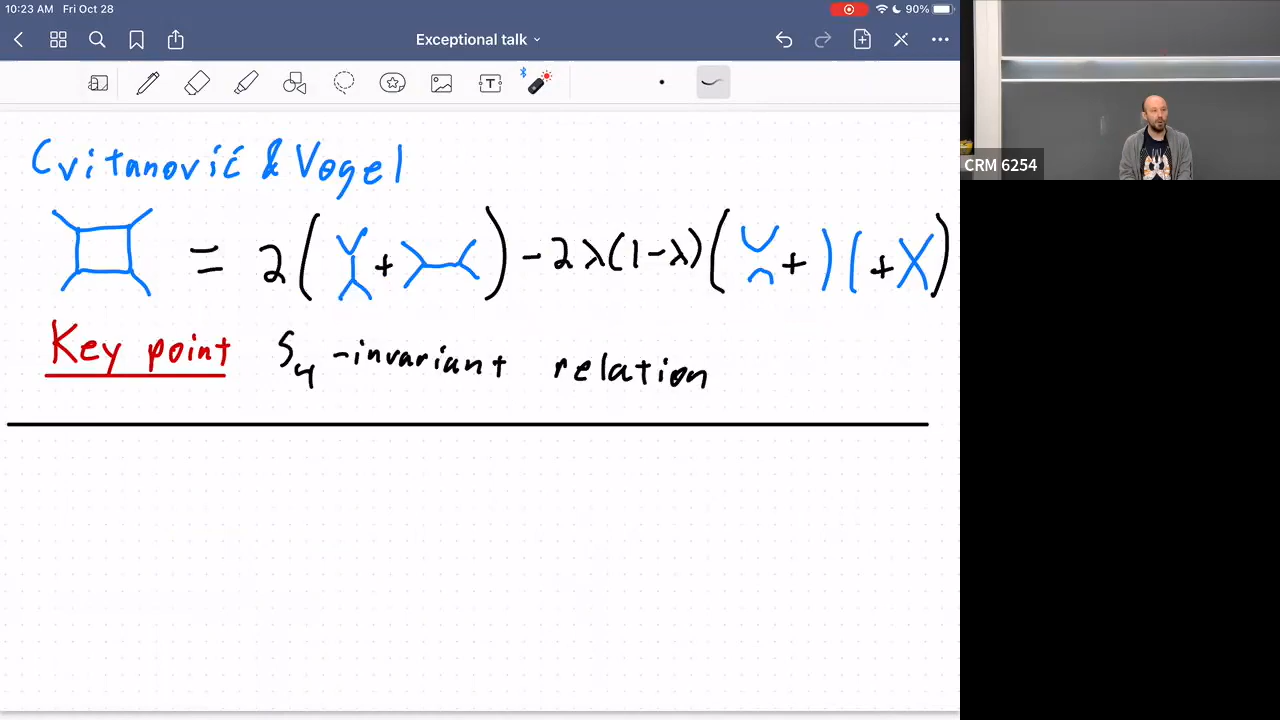 10:23 AM Fri Oct 28
90%
Exceptional talk
CRM 6254
Cvitanović & Vogel
= 2( + ) - 2λ(1-λ)( + )( + )
Key point S4-invariant relation